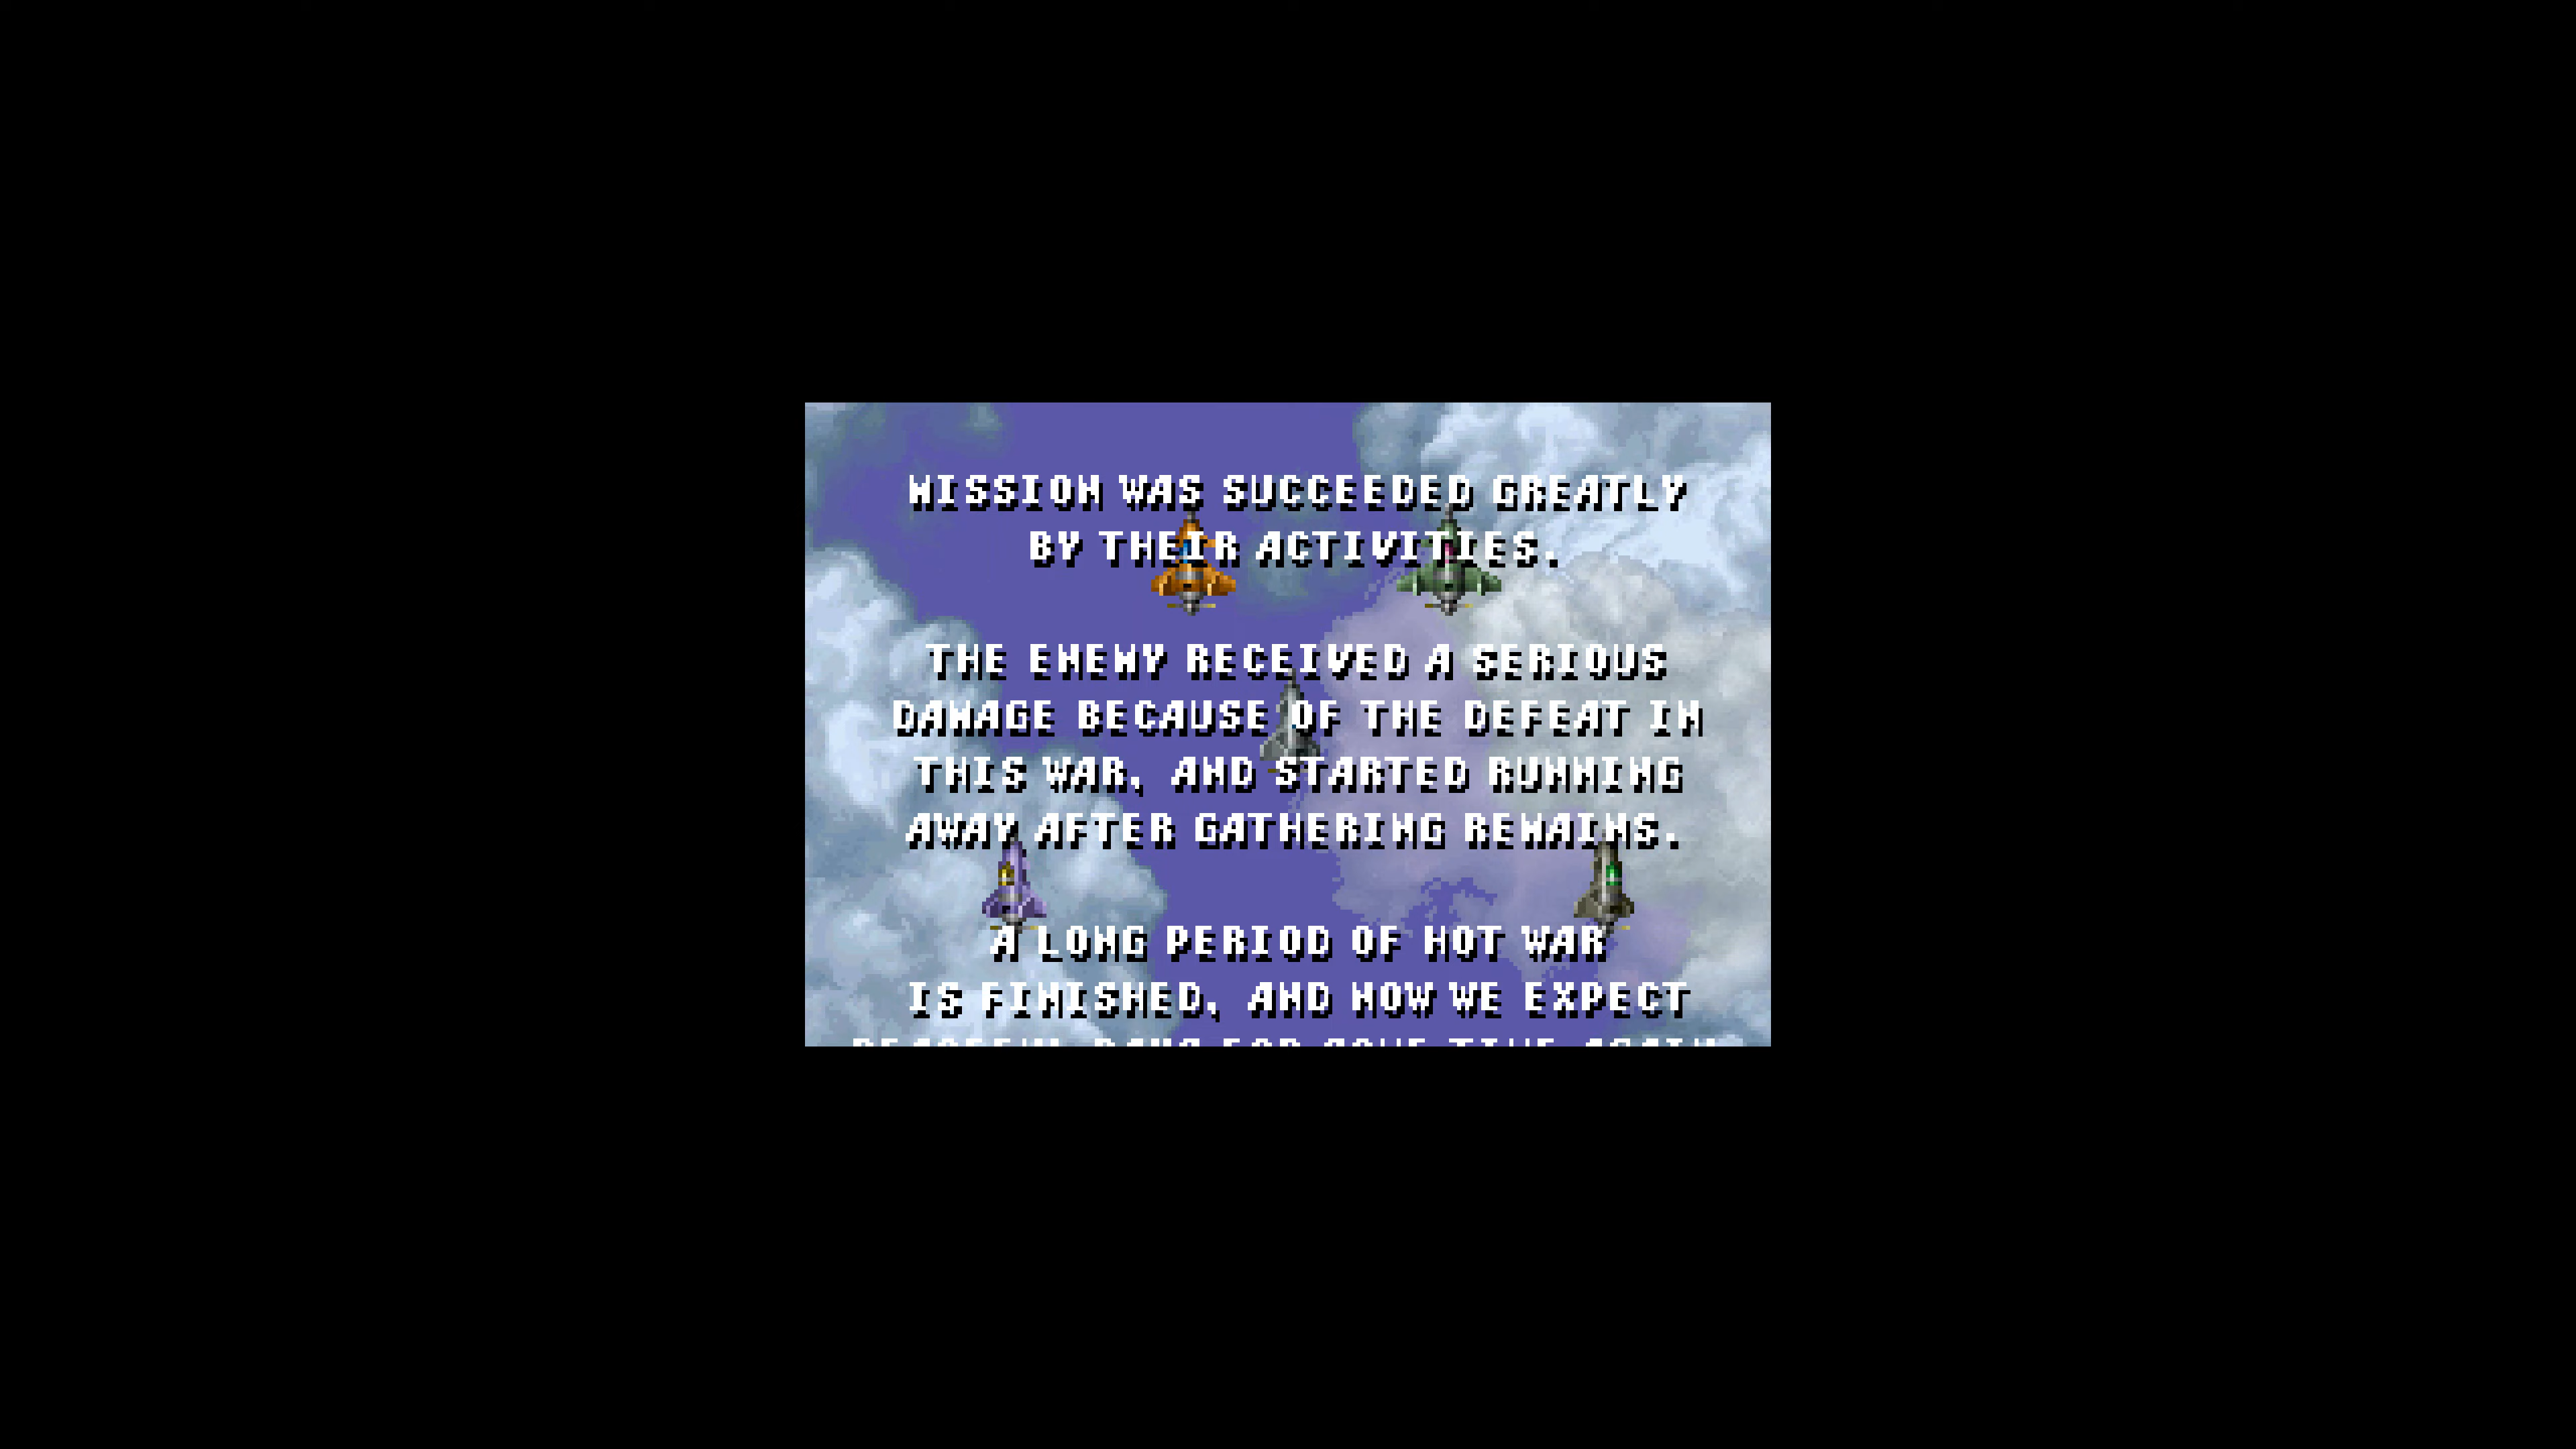 MISSION WAS SUCCEEDED GREATLY
BY THEIR ACTIVITIES.
THE ENEMY RECEIVED A SERIOUS
DAMAGE BECAUSE OF THE DEFEAT IN
THIS WAR, AND STARTED RUNNING
AWAY AFTER GATHERING REMAINS.
A LONG PERIOD OF HOT WAR
IS FINISHED, AND NOW WE EXPECT